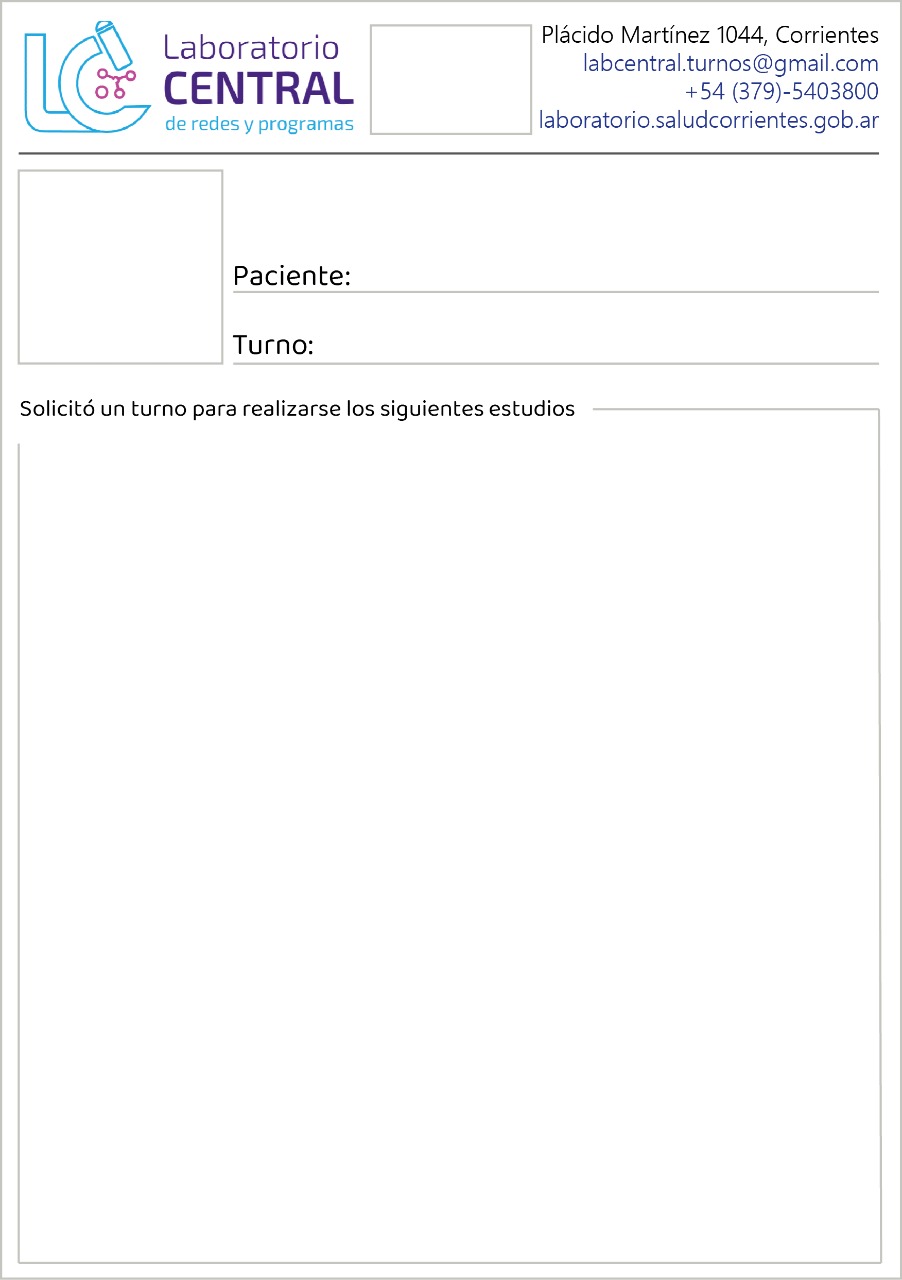 Laboratorio
CENTRAL
de redes y programas
Plácido Martínez 1044, Corrientes
labcentral.turnos@gmail.com
+54 (379)-5403800
laboratorio.saludcorrientes.gob.ar
Paciente:
Turno:
Solicitó un turno para realizarse los siguientes estudios